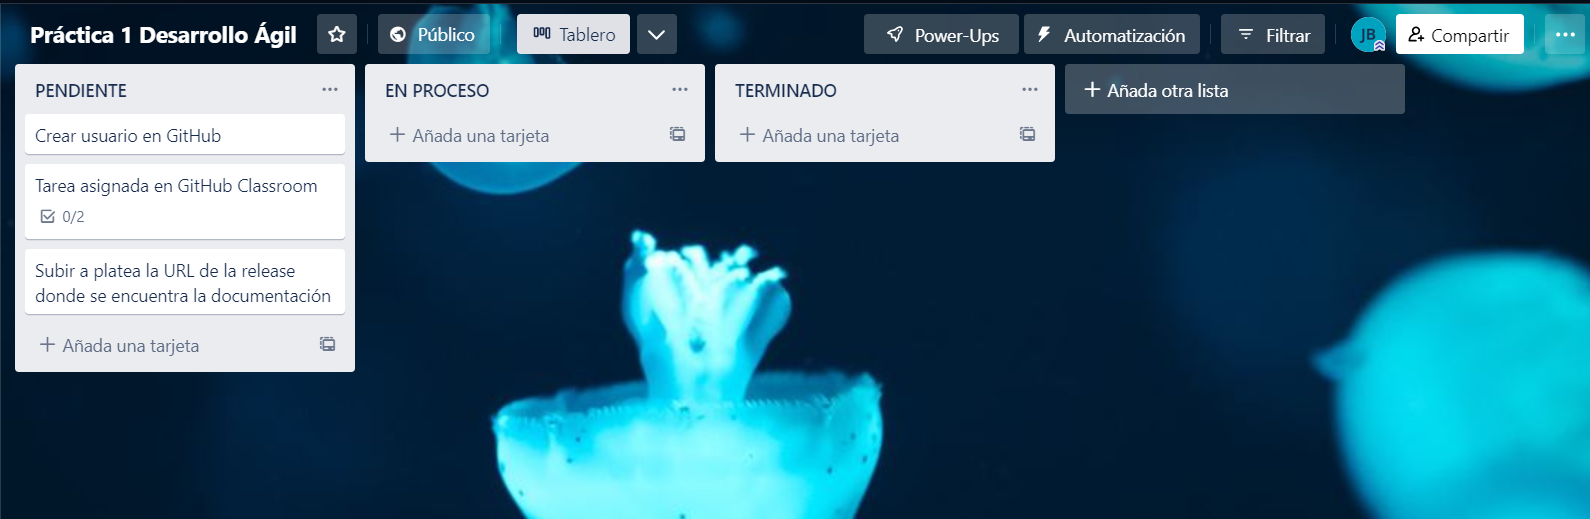 Práctica 1 Desarrollo Ágil
Público
Tablero
Power-Ups
Automatización
Filtrar
JB
Compartir
PENDIENTE
Crear usuario en GitHub
Tarea asignada en GitHub Classroom
0/2
Subir a platea la URL de la release
donde se encuentra la documentación
+ Añada una tarjeta
EN PROCESO
+ Añada una tarjeta
TERMINADO
+ Añada una tarjeta
+ Añada otra lista